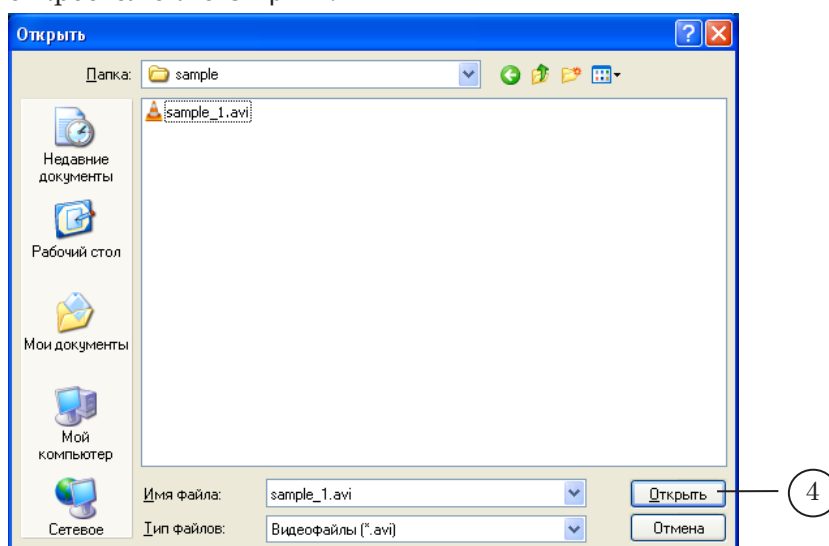 Открыть
Папка: sample
sample_1.avi
Недавние
документы
Рабочий стол
Мои документы
Мой
компьютер
Сетевое
Имя файла: sample_1.avi Открыть 4
Тип файлов: Видеофайлы (*.avi) Отмена